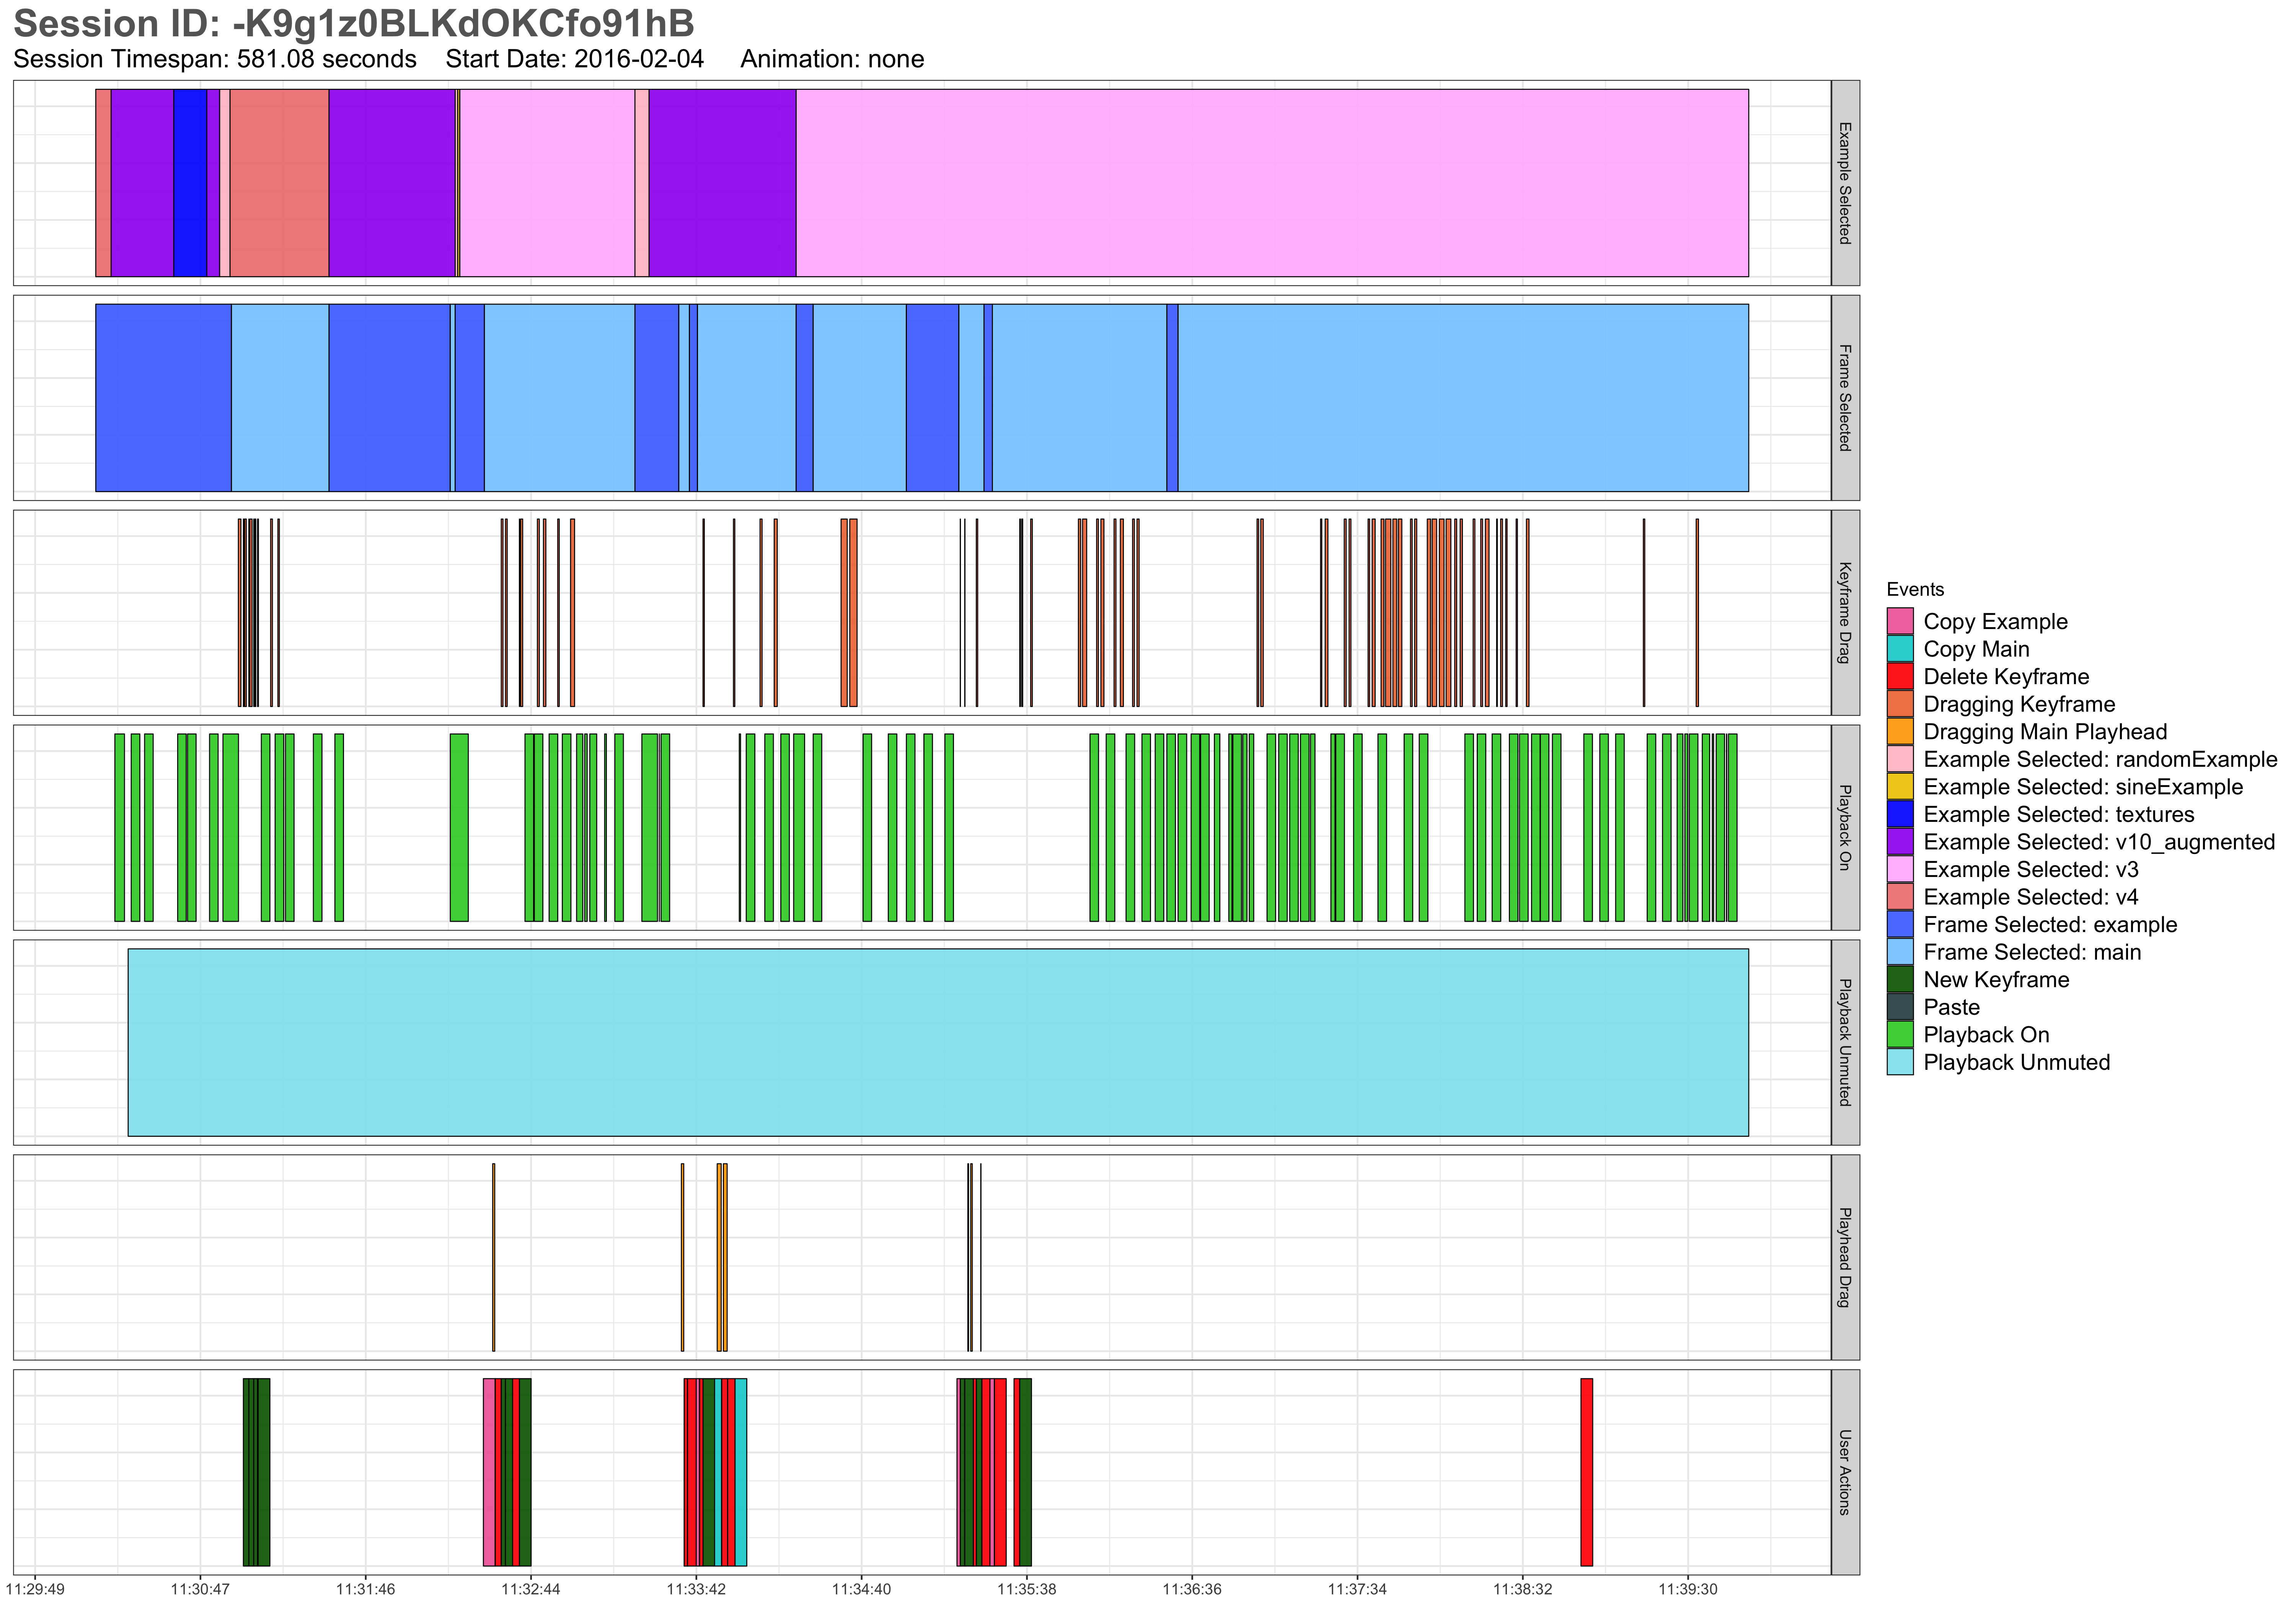 Session ID: -K9g1z0BLKdOKCfo91hB
Session Timespan: 581.08 seconds Start Date: 2016-02-04 Animation: none
Example Selected
Frame Selected
Keyframe Drag
Playback On
Playback Unmuted
Playhead Drag
User Actions
11:29:49 11:30:47 11:31:46 11:32:44 11:33:42 11:34:40 11:35:38 11:36:36 11:37:34 11:38:32 11:39:30
Events
Copy Example
Copy Main
Delete Keyframe
Dragging Keyframe
Dragging Main Playhead
Example Selected: randomExample
Example Selected: sineExample
Example Selected: textures
Example Selected: v10_augmented
Example Selected: v3
Example Selected: v4
Frame Selected: example
Frame Selected: main
New Keyframe
Paste
Playback On
Playback Unmuted